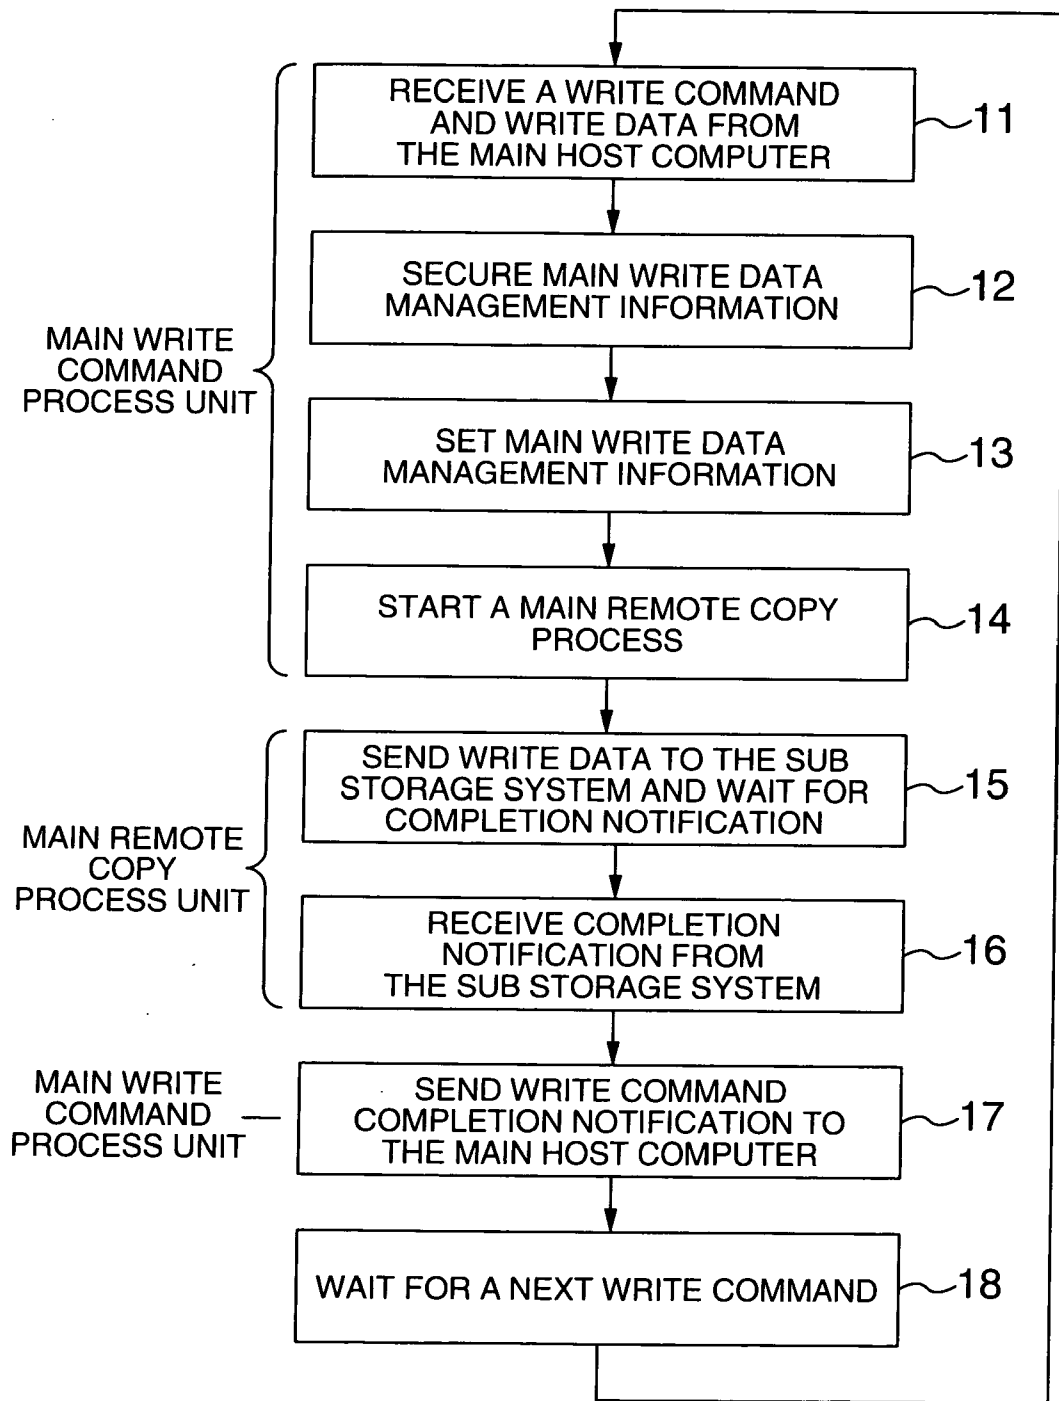 RECEIVE A WRITE COMMAND
AND WRITE DATA FROM
THE MAIN HOST COMPUTER
11
SECURE MAIN WRITE DATA
MANAGEMENT INFORMATION
12
MAIN WRITE
COMMAND
PROCESS UNIT
SET MAIN WRITE DATA
MANAGEMENT INFORMATION
13
START A MAIN REMOTE COPY
PROCESS
14
SEND WRITE DATA TO THE SUB
STORAGE SYSTEM AND WAIT FOR
COMPLETION NOTIFICATION
15
MAIN REMOTE
COPY
PROCESS UNIT
RECEIVE COMPLETION
NOTIFICATION FROM
THE SUB STORAGE SYSTEM
16
MAIN WRITE
COMMAND
PROCESS UNIT
SEND WRITE COMMAND
COMPLETION NOTIFICATION TO
THE MAIN HOST COMPUTER
17
WAIT FOR A NEXT WRITE COMMAND
18